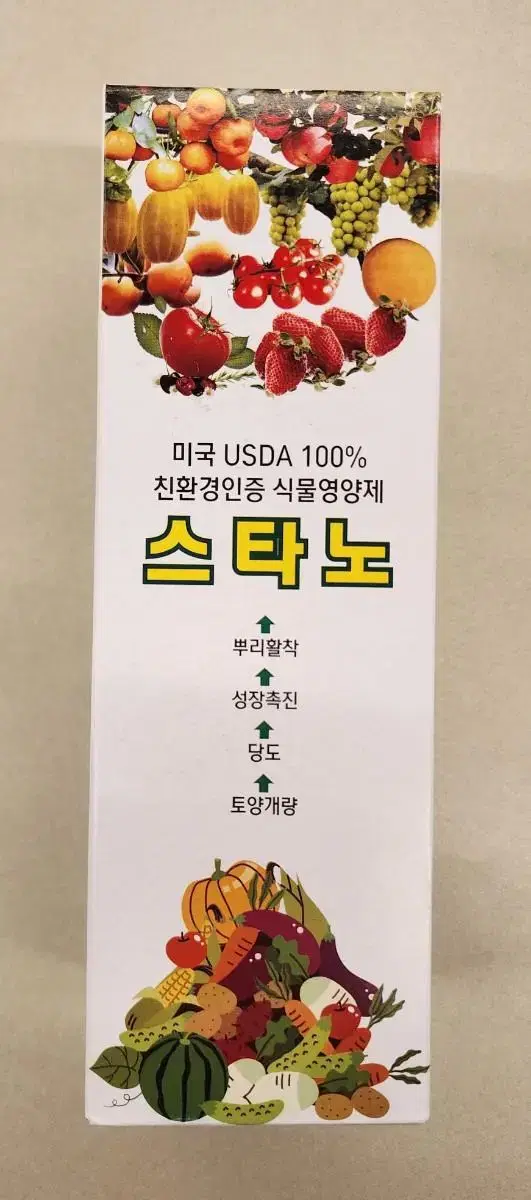 미국 USDA 100%
친환경인증 식물영양제
스타노
뿌리활착
성장촉진
당도
토양개량